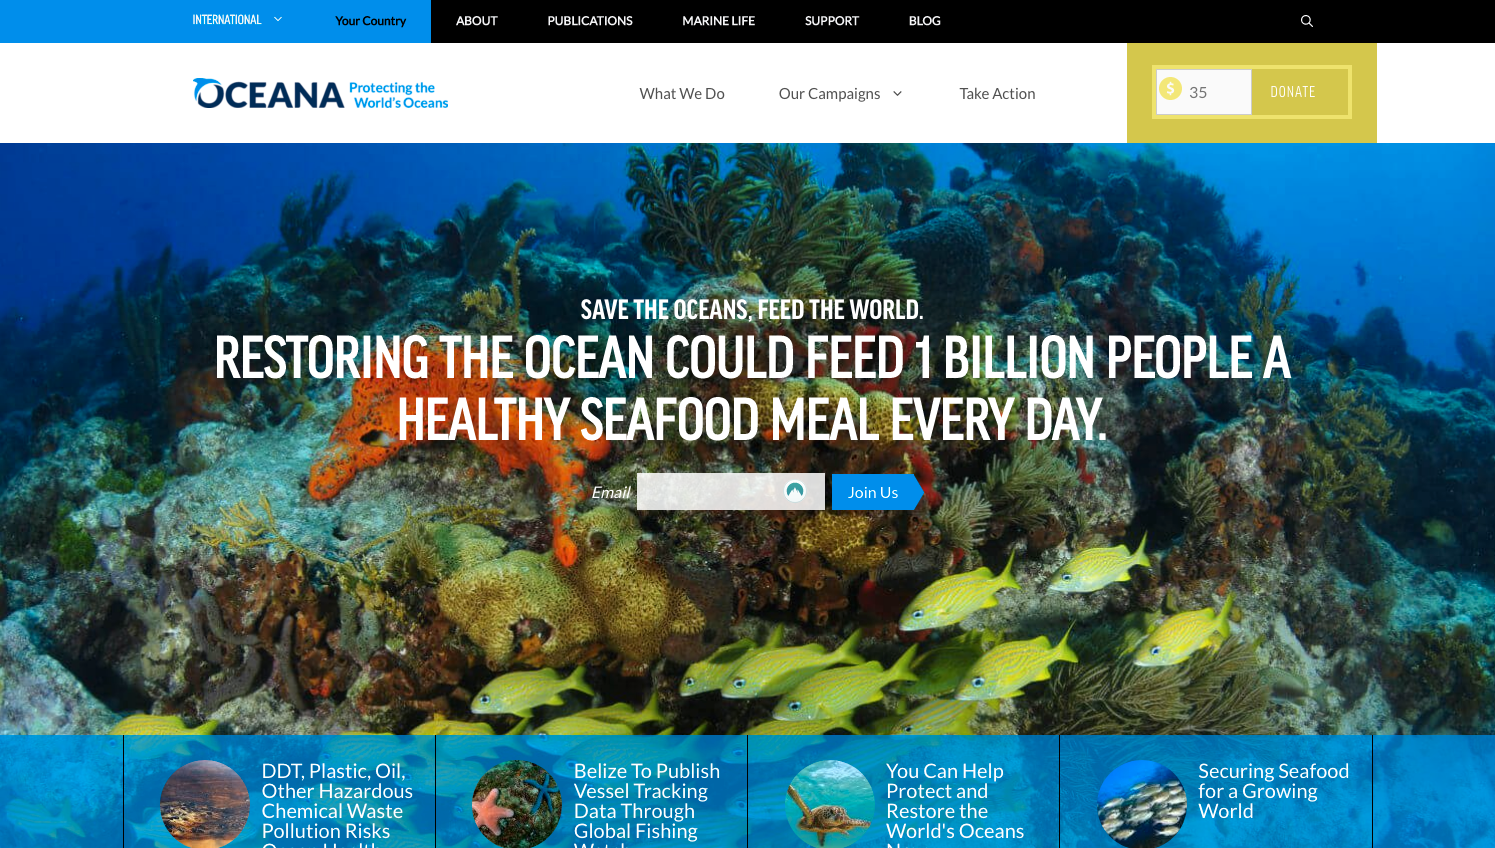 INTERNATIONAL
Your Country
ABOUT
PUBLICATIONS
MARINE LIFE
SUPPORT
BLOG
OCEANA Protecting the
World's Oceans
What We Do
Our Campaigns
Take Action
$ 35
DONATE
SAVE THE OCEANS, FEED THE WORLD.
RESTORING THE OCEAN COULD FEED 1 BILLION PEOPLE A
HEALTHY SEAFOOD MEAL EVERY DAY.
Email
Join Us
DDT, Plastic, Oil,
Other Hazardous
Chemical Waste
Pollution Risks
Ocean Health
Belize To Publish
Vessel Tracking
Data Through
Global Fishing
Watch
You Can Help
Protect and
Restore the
World's Oceans
Securing Seafood
for a Growing
World